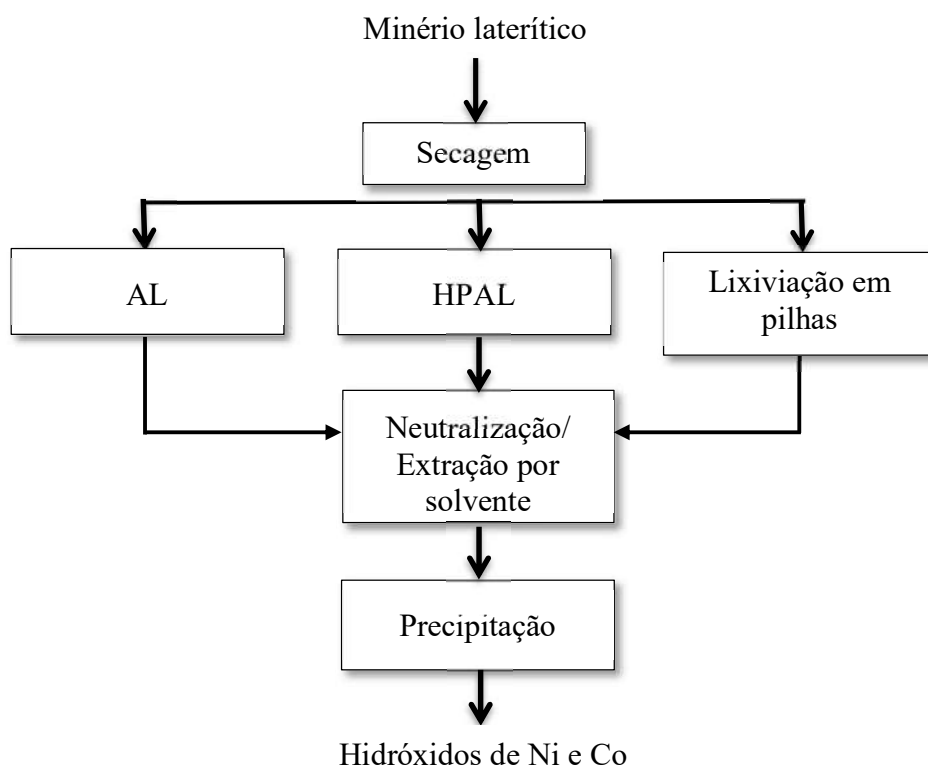 Minério laterítico
Secagem
AL
HPAL
Lixiviação em
pilhas
Neutralização/
Extração por
solvente
Precipitação
Hidróxidos de Ni e Co